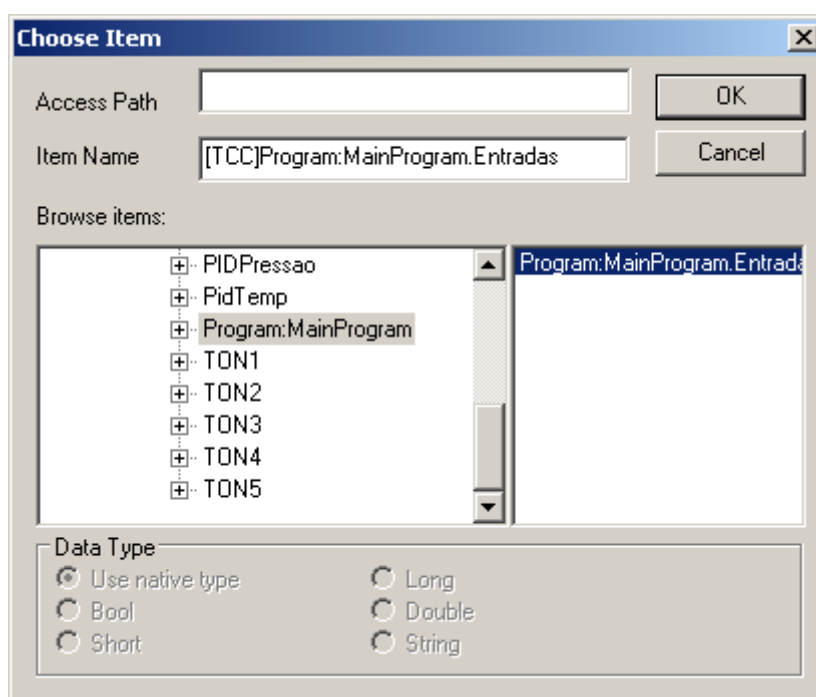 Choose Item
Access Path
OK
Item Name
[TCC]Program:MainProgram.Entradas
Cancel
Browse items:
PIDPressao
PidTemp
Program:MainProgram
TON1
TON2
TON3
TON4
TON5
Program:MainProgram.Entrada
Data Type
Use native type
Long
Bool
Double
Short
String